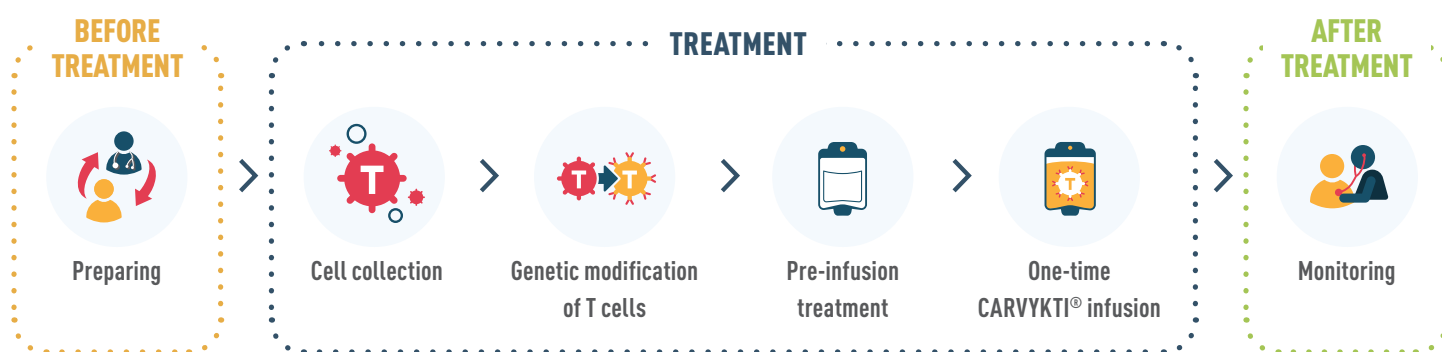 BEFORE
TREATMENT
Preparing
TREATMENT
T
Cell collection
T T
Genetic modification
of T cells
Pre-infusion
treatment
T
One-time
CARVYKTI® infusion
AFTER
TREATMENT
Monitoring